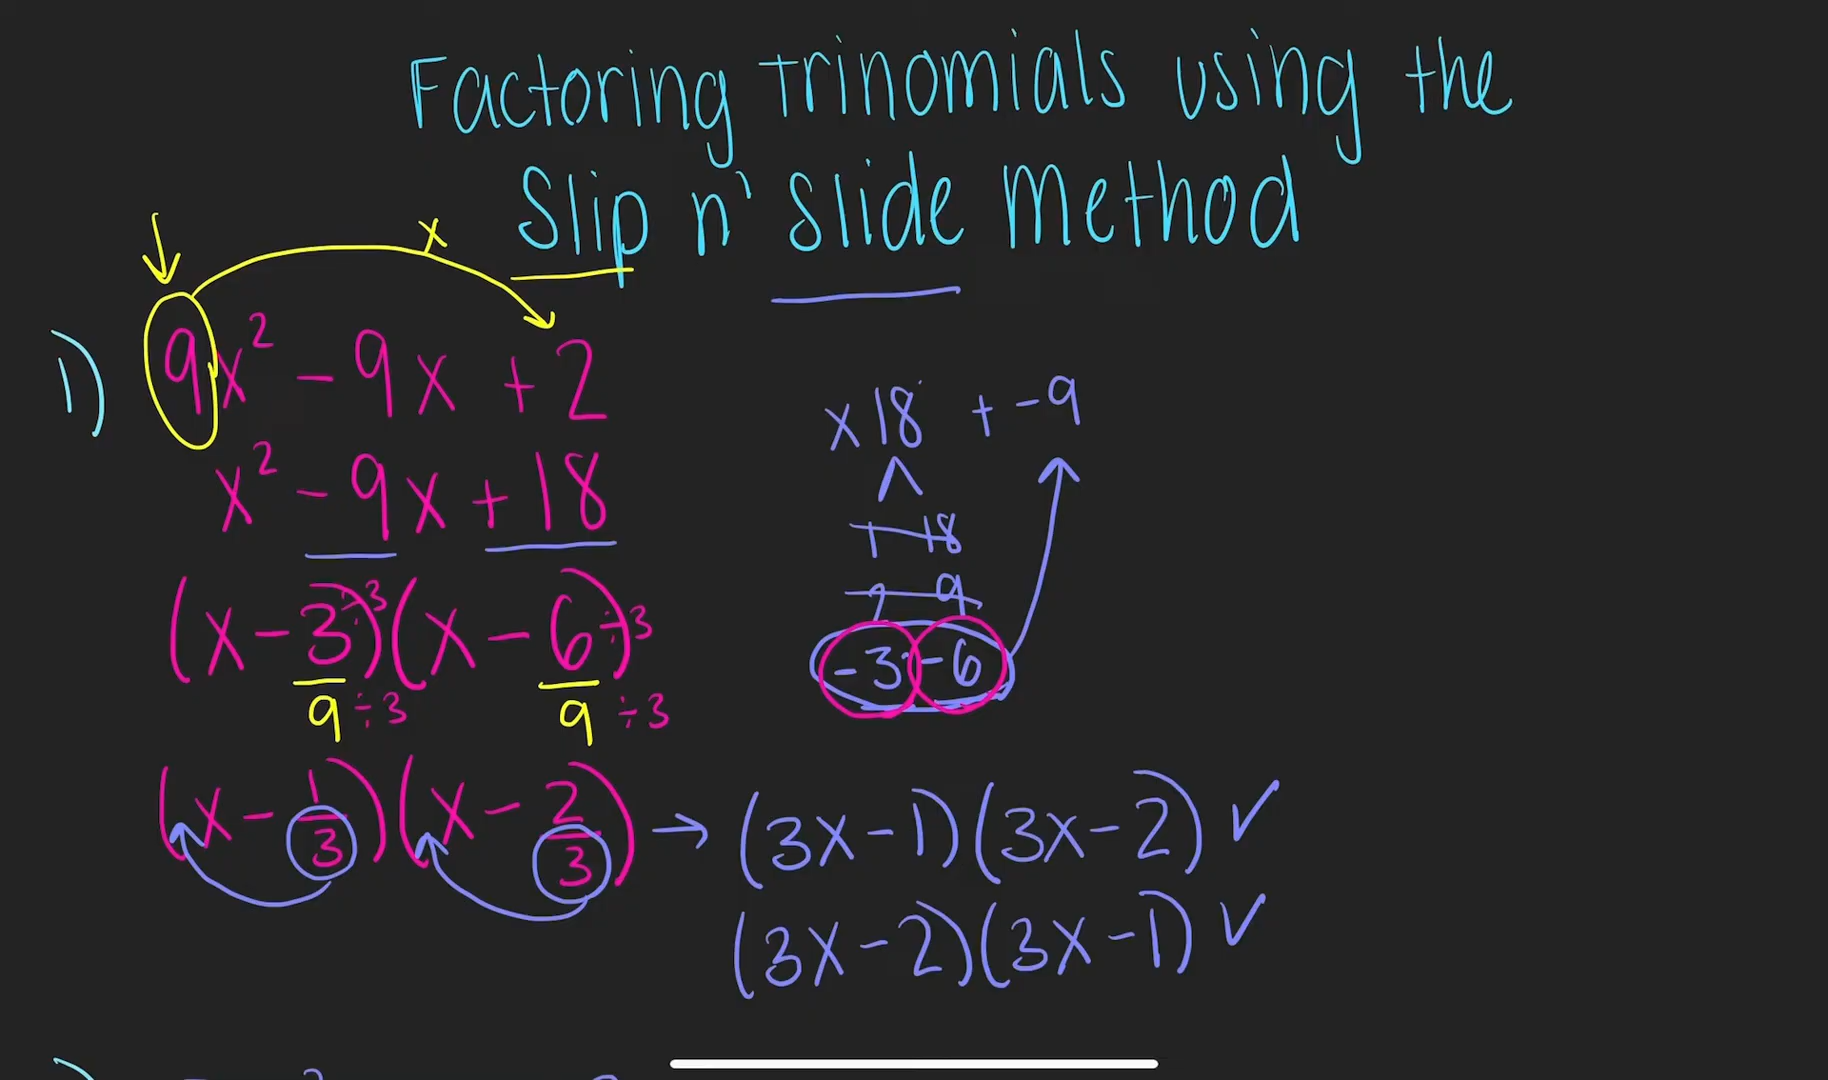 Factoring Trinomials using the
Slip n' Slide Method
x
1) 9x² - 9x + 2
x18 + -9
x² - 9x + 18
1 18
2 9
-3 -6
(x - 3 ÷3)(x - 6 ÷3)
9 ÷3 9 ÷3
(x - 1/3)(x - 2/3) → (3x - 1)(3x - 2) ✓
(3x - 2)(3x - 1) ✓